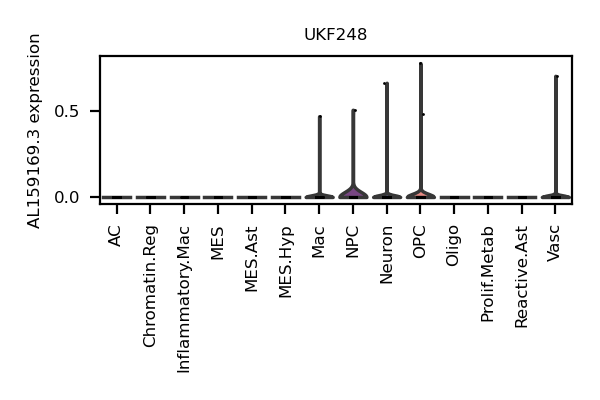 UKF248
AL159169.3 expression
0.5
0.0
AC
Chromatin.Reg
Inflammatory.Mac
MES
MES.Ast
MES.Hyp
Mac
NPC
Neuron
OPC
Oligo
Prolif.Metab
Reactive.Ast
Vasc